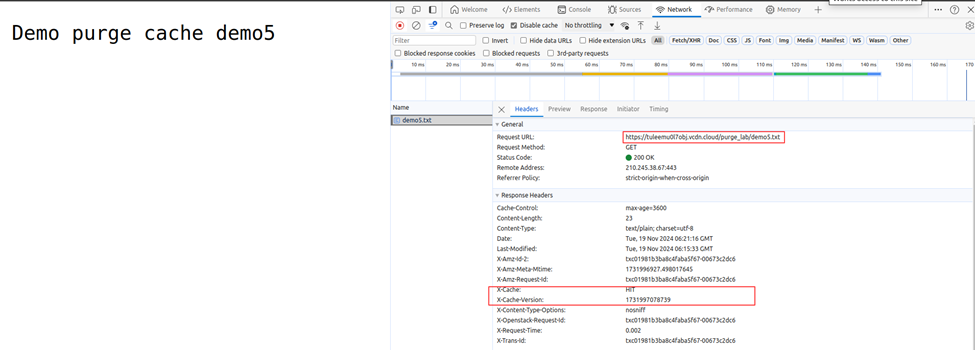 Demo purge cache demo5
Welcome Elements Console Sources Network Performance Memory
Preserve log Disable cache No throttling
Filter Invert Hide data URLs Hide extension URLs All Fetch/XHR Doc CSS JS Font Img Media Manifest WS Wasm Other
Blocked response cookies Blocked requests 3rd-party requests
10 ms 20 ms 30 ms 40 ms 50 ms 60 ms 70 ms 80 ms 90 ms 100 ms 110 ms 120 ms 130 ms 140 ms 150 ms 160 ms 170
Name
demo5.txt
Headers Preview Response Initiator Timing
General
Request URL: https://tuleemu0l7obj.vcdn.cloud/purge_lab/demo5.txt
Request Method: GET
Status Code: 200 OK
Remote Address: 210.245.38.67:443
Referrer Policy: strict-origin-when-cross-origin
Response Headers
Cache-Control: max-age=3600
Content-Length: 23
Content-Type: text/plain; charset=utf-8
Date: Tue, 19 Nov 2024 06:21:16 GMT
Last-Modified: Tue, 19 Nov 2024 06:15:33 GMT
X-Amz-Id-2: txc01981b3ba8c4faba5f67-00673c2dc6
X-Amz-Meta-Mtime: 1731996927.498017645
X-Amz-Request-Id: txc01981b3ba8c4faba5f67-00673c2dc6
X-Cache: HIT
X-Cache-Version: 1731997078739
X-Content-Type-Options: nosniff
X-Openstack-Request-Id: txc01981b3ba8c4faba5f67-00673c2dc6
X-Request-Time: 0.002
X-Trans-Id: txc01981b3ba8c4faba5f67-00673c2dc6